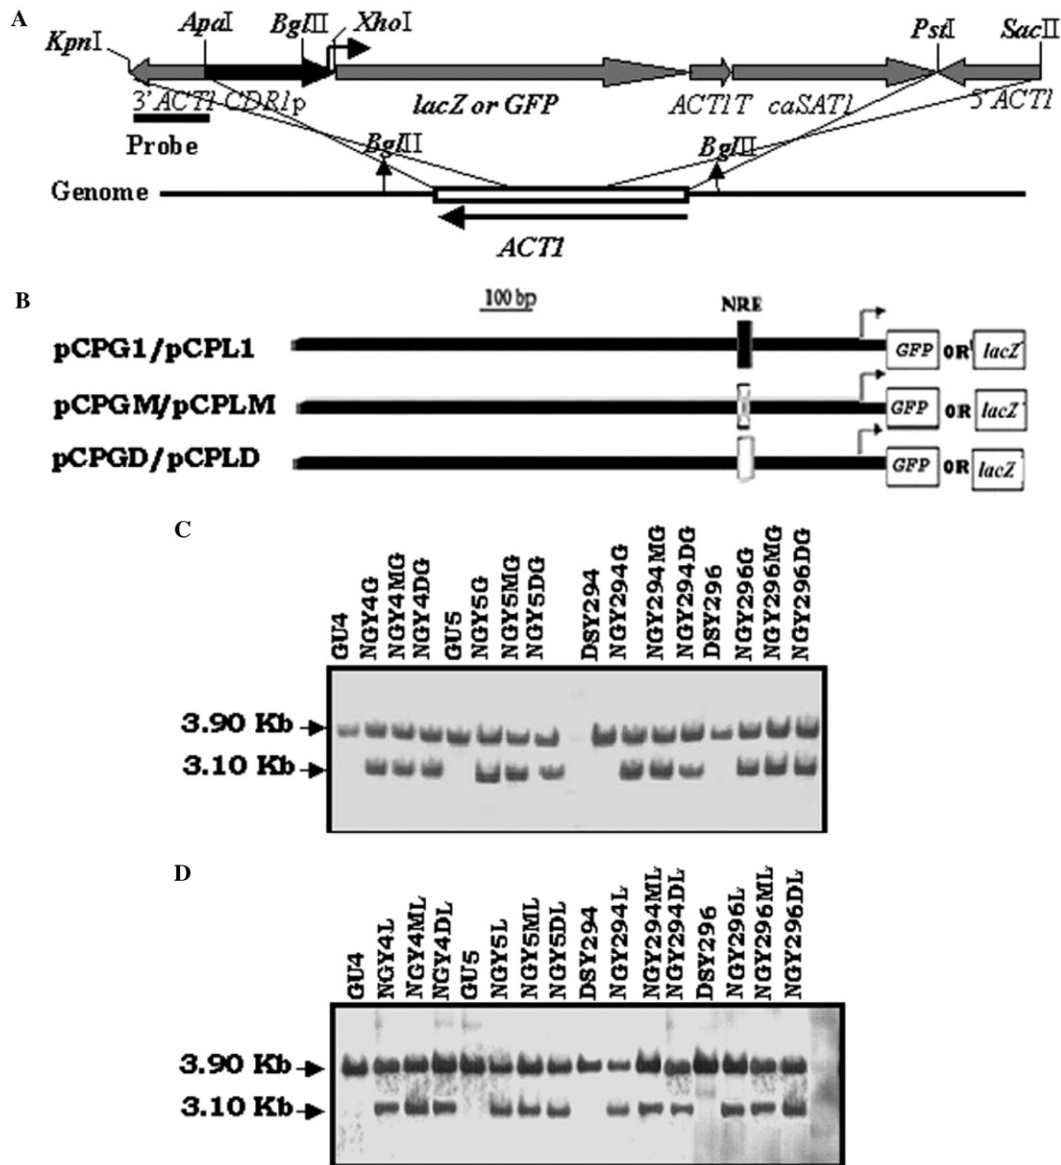 A
KpnI ApaI BglII XhoI PstI SacII
3' ACT1 CDR1p lacZ or GFP ACT1T caSAT1 5' ACT1
Probe
BglII BglII
Genome
ACT1
B
100 bp NRE
pCPG1/pCPL1 GFP OR lacZ
pCPGM/pCPLM GFP OR lacZ
pCPGD/pCPLD GFP OR lacZ
C
GU4 NGY4G NGY4MG NGY4DG GU5 NGY5G NGY5MG NGY5DG DSY294 NGY294G NGY294MG NGY294DG DSY296 NGY296G NGY296MG NGY296DG
3.90 Kb
3.10 Kb
D
GU4 NGY4L NGY4ML NGY4DL GU5 NGY5L NGY5ML NGY5DL DSY294 NGY294L NGY294ML NGY294DL DSY296 NGY296L NGY296ML NGY296DL
3.90 Kb
3.10 Kb